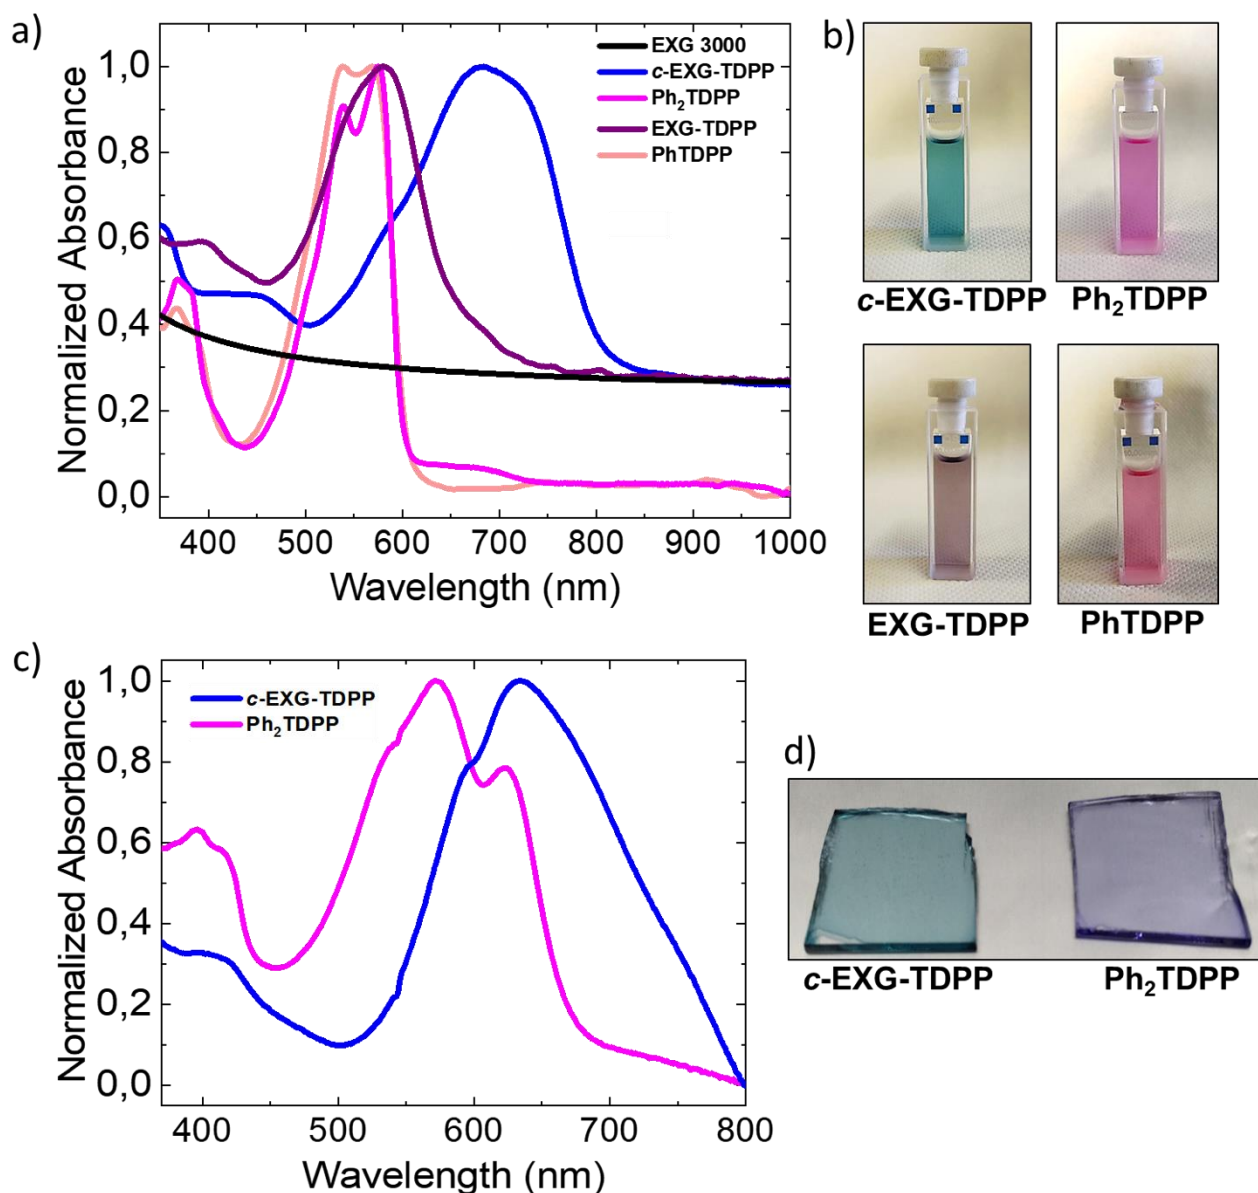 a)
Normalized Absorbance
1,0
0,8
0,6
0,4
0,2
0,0
EXG 3000
c-EXG-TDPP
Ph₂TDPP
EXG-TDPP
PhTDPP
400 500 600 700 800 900 1000
Wavelength (nm)
b)
c-EXG-TDPP
Ph₂TDPP
EXG-TDPP
PhTDPP
c)
Normalized Absorbance
1,0
0,8
0,6
0,4
0,2
0,0
c-EXG-TDPP
Ph₂TDPP
400 500 600 700 800
Wavelength (nm)
d)
c-EXG-TDPP
Ph₂TDPP